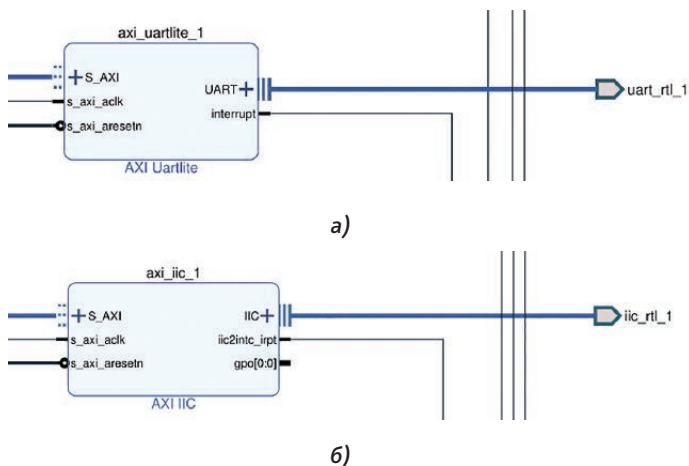 axi_uartlite_1
S_AXI
s_axi_aclk
s_axi_aresetn
UART
interrupt
AXI Uartlite
uart_rtl_1
а)
axi_iic_1
S_AXI
s_axi_aclk
s_axi_aresetn
IIC
iic2intc_irpt
gpo[0:0]
AXI IIC
iic_rtl_1
б)